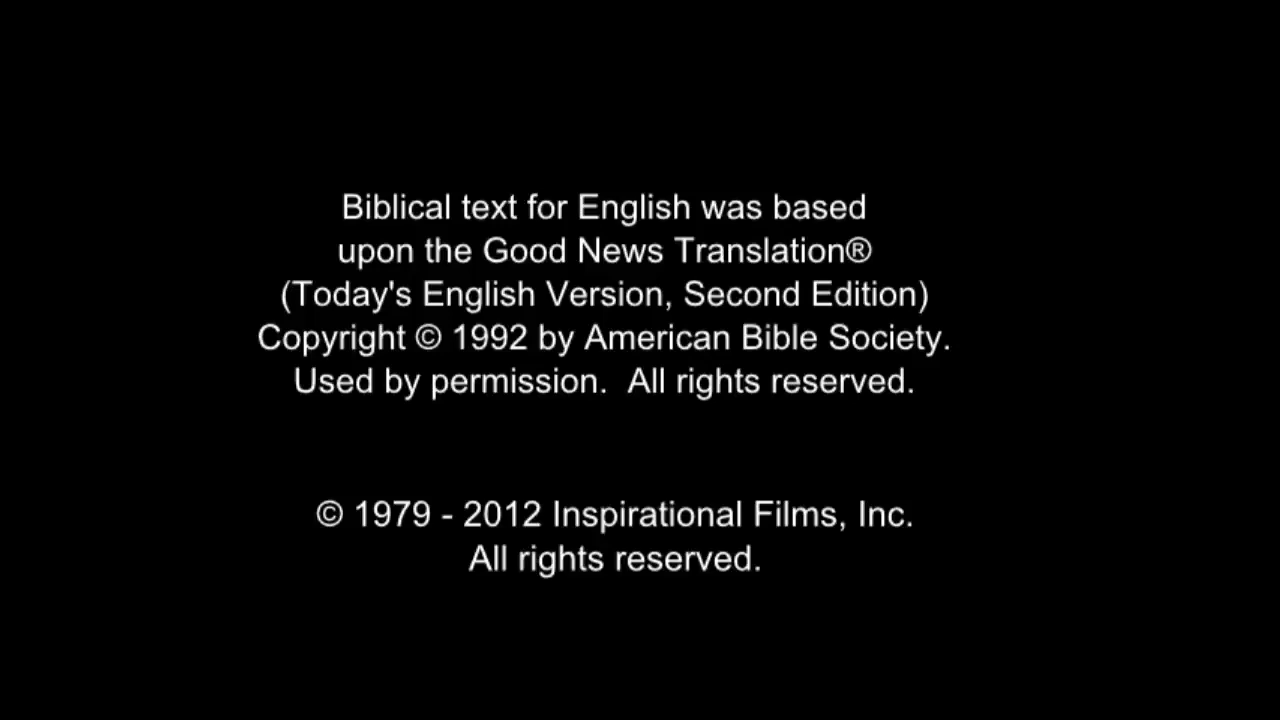 Biblical text for English was based
upon the Good News Translation®
(Today's English Version, Second Edition)
Copyright © 1992 by American Bible Society.
Used by permission.  All rights reserved.
© 1979 - 2012 Inspirational Films, Inc.
All rights reserved.